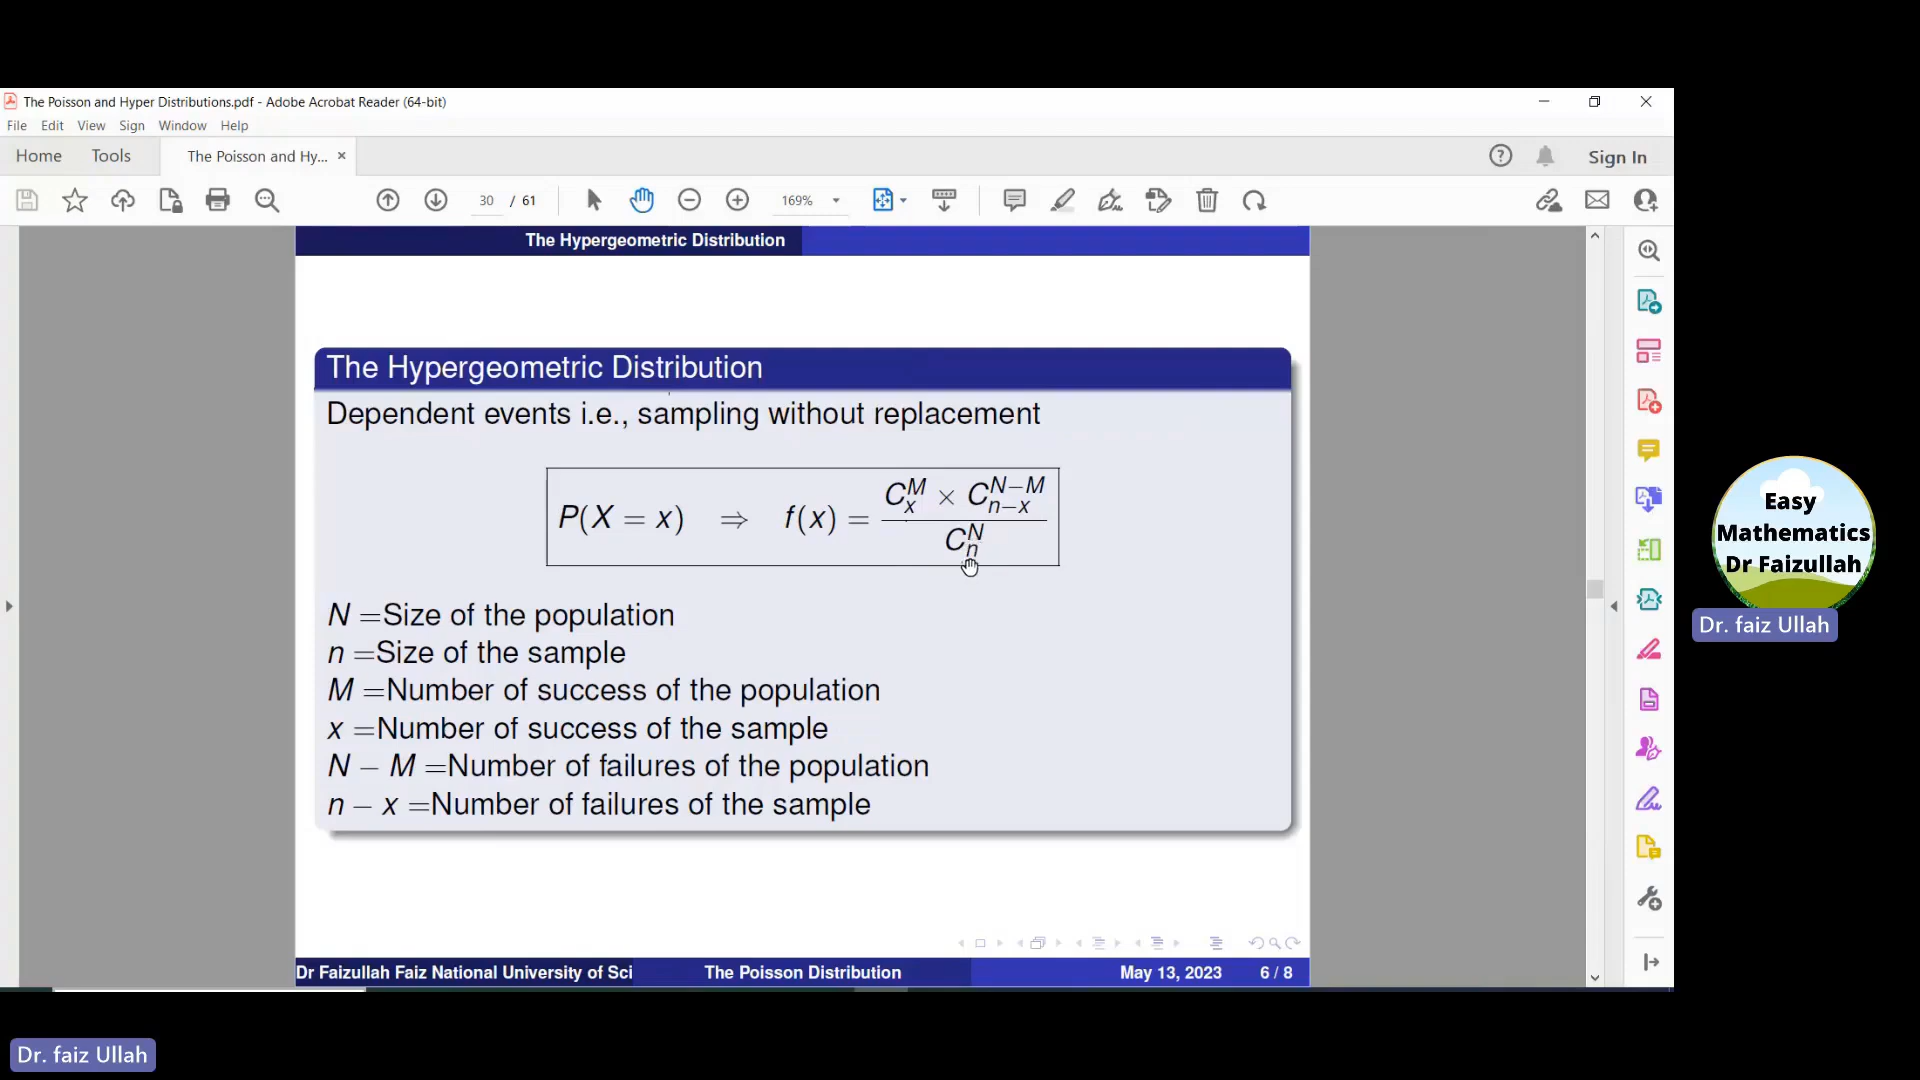 The Poisson and Hyper Distributions.pdf - Adobe Acrobat Reader (64-bit)
File Edit View Sign Window Help
Home Tools The Poisson and Hy... × Sign In
30 / 61 169%
The Hypergeometric Distribution
The Hypergeometric Distribution
Dependent events i.e., sampling without replacement
P(X = x) ⇒ f(x) = \frac{C_x^M × C_{n-x}^{N-M}}{C_n^N}
N =Size of the population
n =Size of the sample
M =Number of success of the population
x =Number of success of the sample
N − M =Number of failures of the population
n − x =Number of failures of the sample
Dr Faizullah Faiz National University of Sci The Poisson Distribution May 13, 2023 6 / 8
Easy
Mathematics
Dr Faizullah
Dr. faiz Ullah
Dr. faiz Ullah